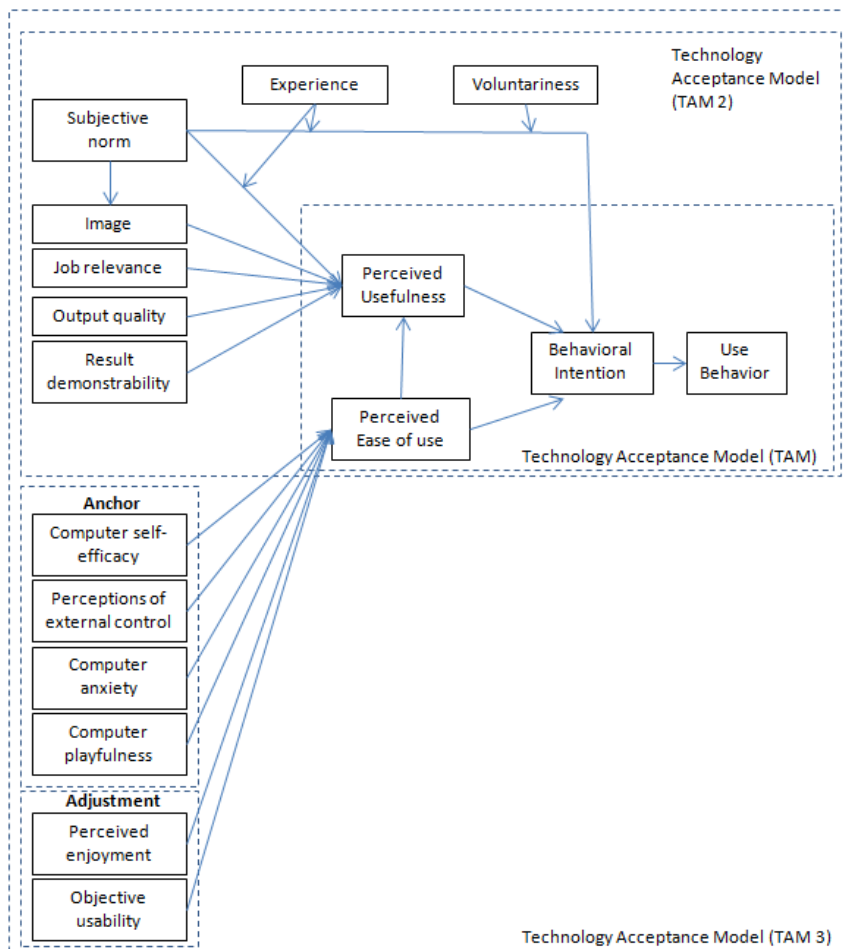 Technology
Acceptance Model
(TAM 2)
Experience
Voluntariness
Subjective
norm
Image
Job relevance
Output quality
Result
demonstrability
Perceived
Usefulness
Behavioral
Intention
Use
Behavior
Perceived
Ease of use
Technology Acceptance Model (TAM)
Anchor
Computer self-
efficacy
Perceptions of
external control
Computer
anxiety
Computer
playfulness
Adjustment
Perceived
enjoyment
Objective
usability
Technology Acceptance Model (TAM 3)